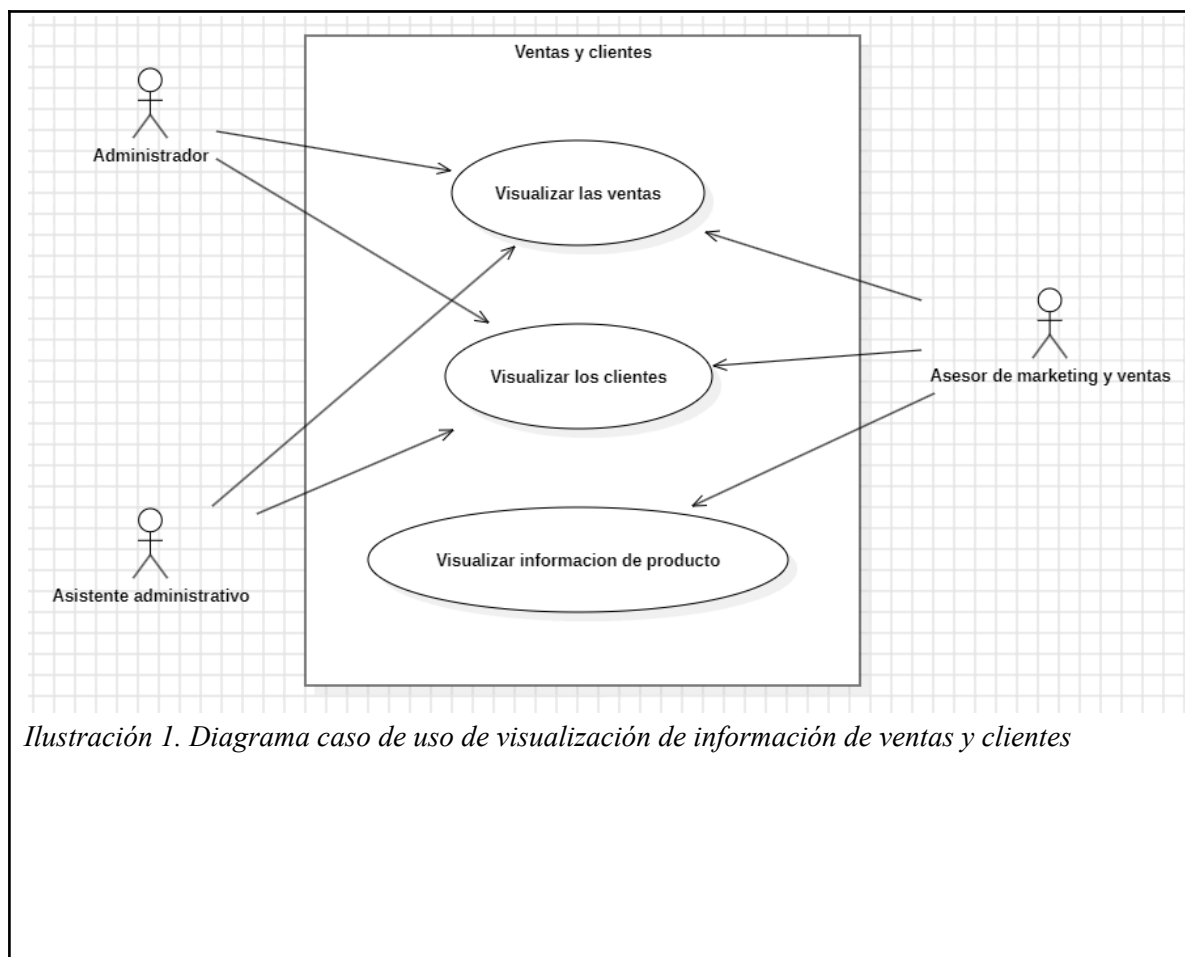 Ventas y clientes
Administrador
Visualizar las ventas
Visualizar los clientes
Asesor de marketing y ventas
Visualizar informacion de producto
Asistente administrativo
Ilustración 1. Diagrama caso de uso de visualización de información de ventas y clientes